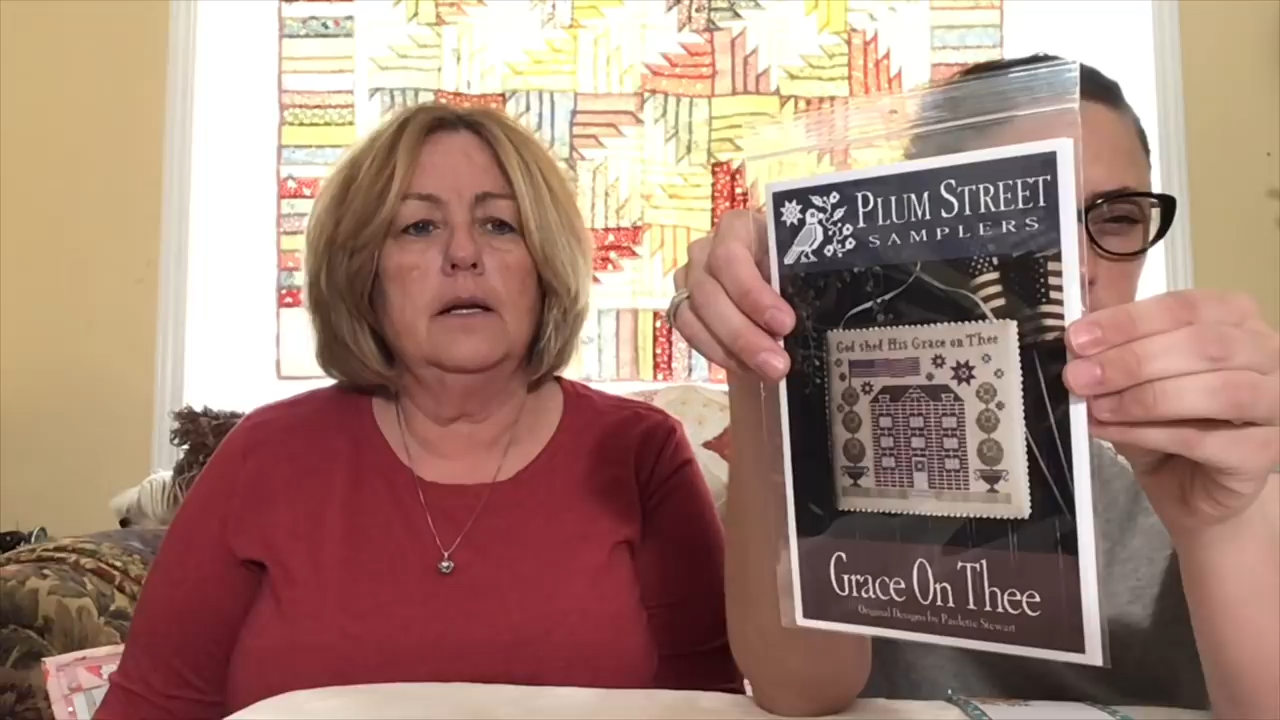 PLUM STREET
SAMPLERS
God shed His Grace on Thee
Grace On Thee
Original Designs by Paulette Stewart